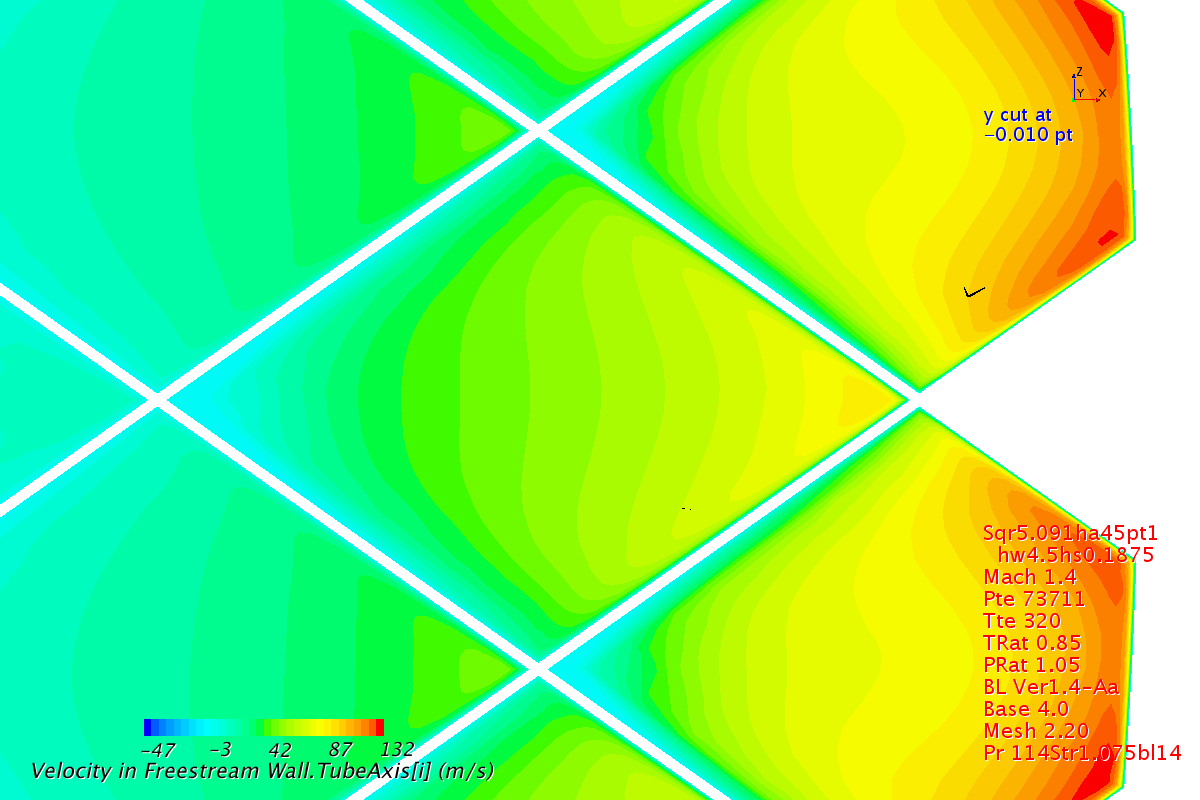 Z
Y X
y cut at
−0.010 pt
Sqr5.091ha45pt1
hw4.5hs0.1875
Mach 1.4
Pte 73711
Tte 320
TRat 0.85
PRat 1.05
BL Ver1.4-Aa
Base 4.0
Mesh 2.20
Pr 114Str1.075bl14
-47 -3 42 87 132
Velocity in Freestream Wall.TubeAxis[i] (m/s)